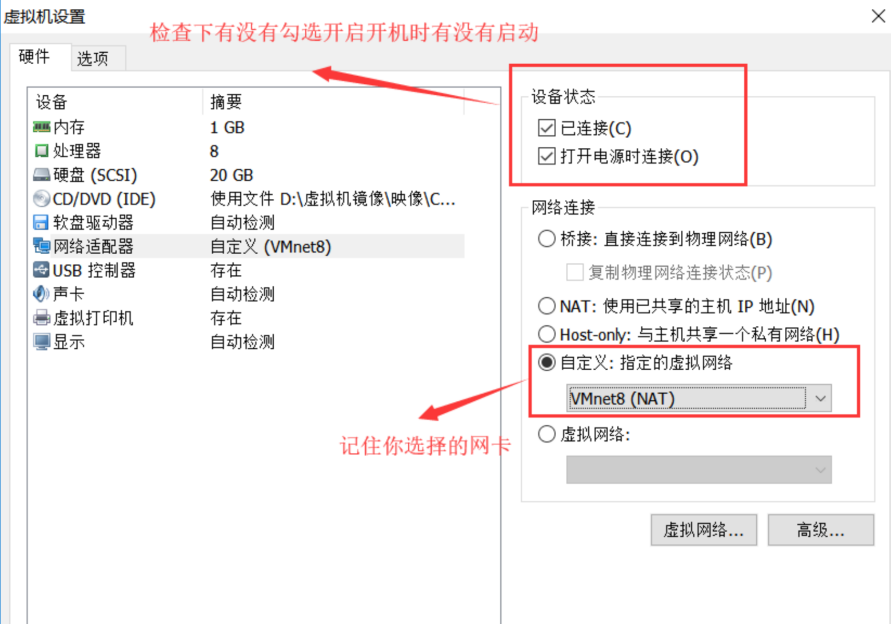 虚拟机设置
检查下有没有勾选开启开机时有没有启动
硬件
选项
设备
摘要
内存
1 GB
处理器
8
硬盘 (SCSI)
20 GB
CD/DVD (IDE)
使用文件 D:\虚拟机镜像\映像\C...
软盘驱动器
自动检测
网络适配器
自定义 (VMnet8)
USB 控制器
存在
声卡
自动检测
虚拟打印机
存在
显示
自动检测
设备状态
已连接(C)
打开电源时连接(O)
网络连接
桥接: 直接连接到物理网络(B)
复制物理网络连接状态(P)
NAT: 使用已共享的主机 IP 地址(N)
Host-only: 与主机共享一个私有网络(H)
自定义: 指定的虚拟网络
VMnet8 (NAT)
记住你选择的网卡
虚拟网络:
虚拟网络...
高级...